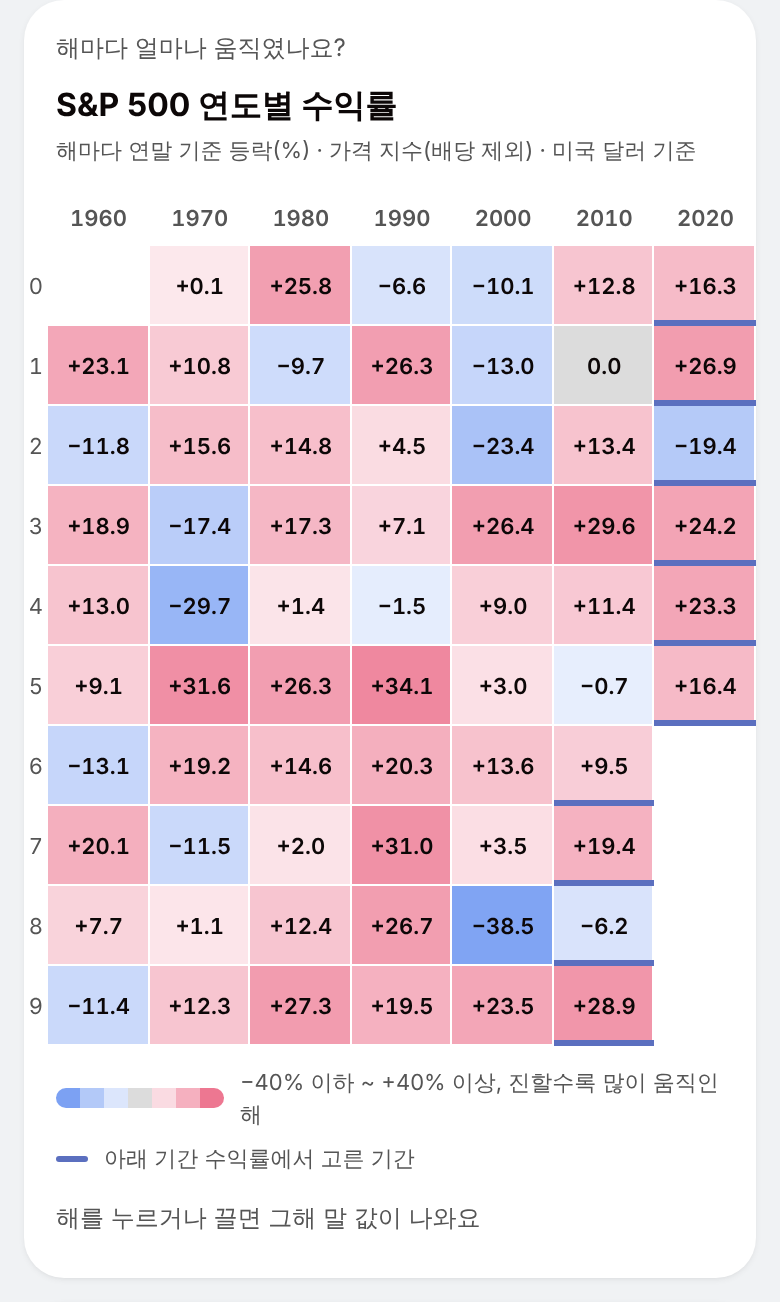 해마다 얼마나 움직였나요?
S&P 500 연도별 수익률
해마다 연말 기준 등락(%) · 가격 지수(배당 제외) · 미국 달러 기준
1960 1970 1980 1990 2000 2010 2020
0 +0.1 +25.8 −6.6 −10.1 +12.8 +16.3
1 +23.1 +10.8 −9.7 +26.3 −13.0 0.0 +26.9
2 −11.8 +15.6 +14.8 +4.5 −23.4 +13.4 −19.4
3 +18.9 −17.4 +17.3 +7.1 +26.4 +29.6 +24.2
4 +13.0 −29.7 +1.4 −1.5 +9.0 +11.4 +23.3
5 +9.1 +31.6 +26.3 +34.1 +3.0 −0.7 +16.4
6 −13.1 +19.2 +14.6 +20.3 +13.6 +9.5
7 +20.1 −11.5 +2.0 +31.0 +3.5 +19.4
8 +7.7 +1.1 +12.4 +26.7 −38.5 −6.2
9 −11.4 +12.3 +27.3 +19.5 +23.5 +28.9
−40% 이하 ~ +40% 이상, 진할수록 많이 움직인
해
아래 기간 수익률에서 고른 기간
해를 누르거나 끌면 그해 말 값이 나와요